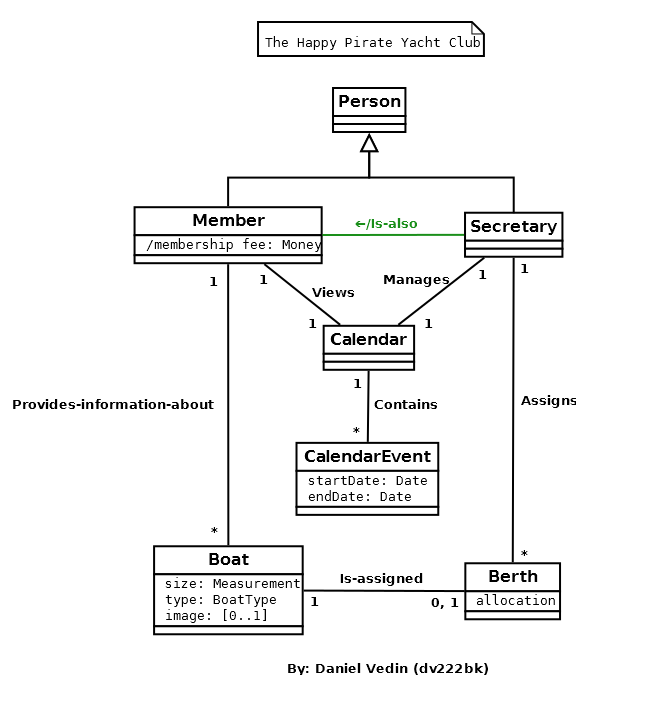 The Happy Pirate Yacht Club
Person
Member
/membership fee: Money
←/Is-also
Secretary
1
1
Views
Manages
1
1
1
1
Calendar
1
Provides-information-about
Contains
Assigns
*
CalendarEvent
startDate: Date
endDate: Date
*
*
Boat
size: Measurement
type: BoatType
image: [0..1]
Is-assigned
1
0, 1
Berth
allocation
By: Daniel Vedin (dv222bk)